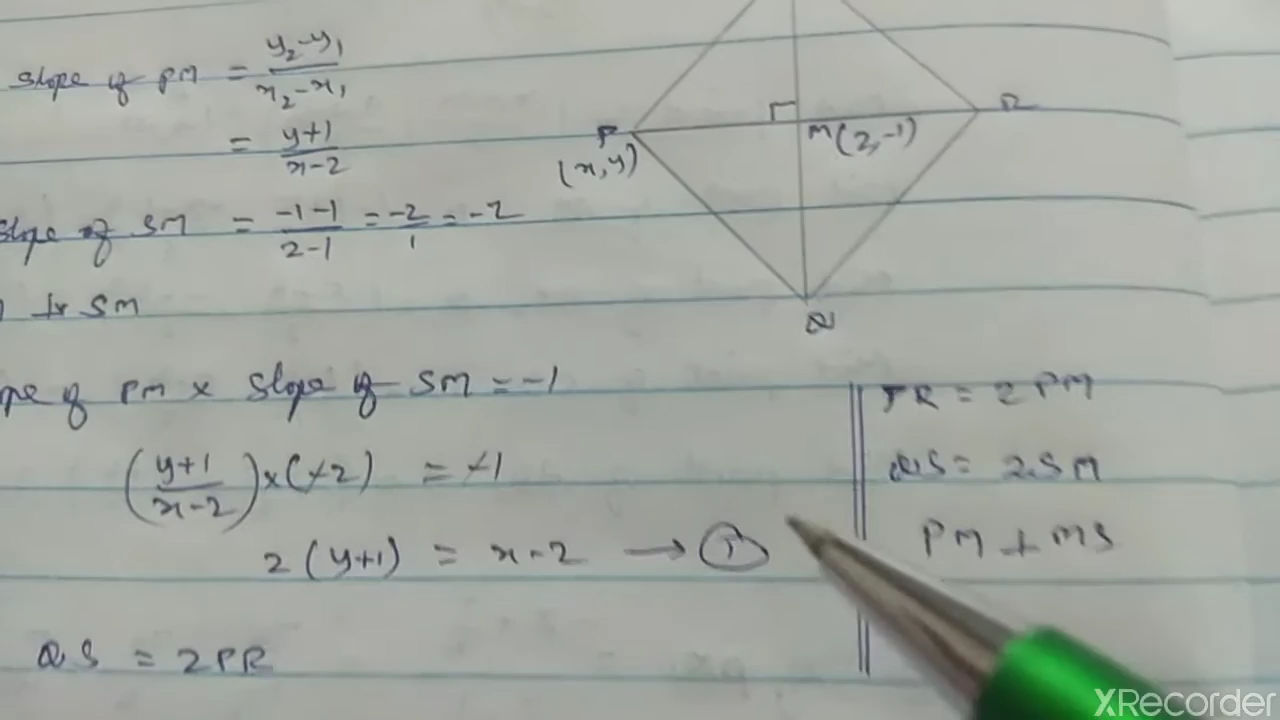 slope of PM = y₂-y₁ / x₂-x₁
= y+1 / x-2
slope of SM = -1-1 / 2-1 = -2 / 1 = -2
⊥r SM
ope of PM × Slope of SM = -1
(y+1 / x-2) × (-2) = -1
2(y+1) = x-2 → ①
QS = 2PR
P
(x,y)
M(2,-1)
R
Q
PR = 2PM
QS = 2SM
PM ⊥ MS
XRecorder